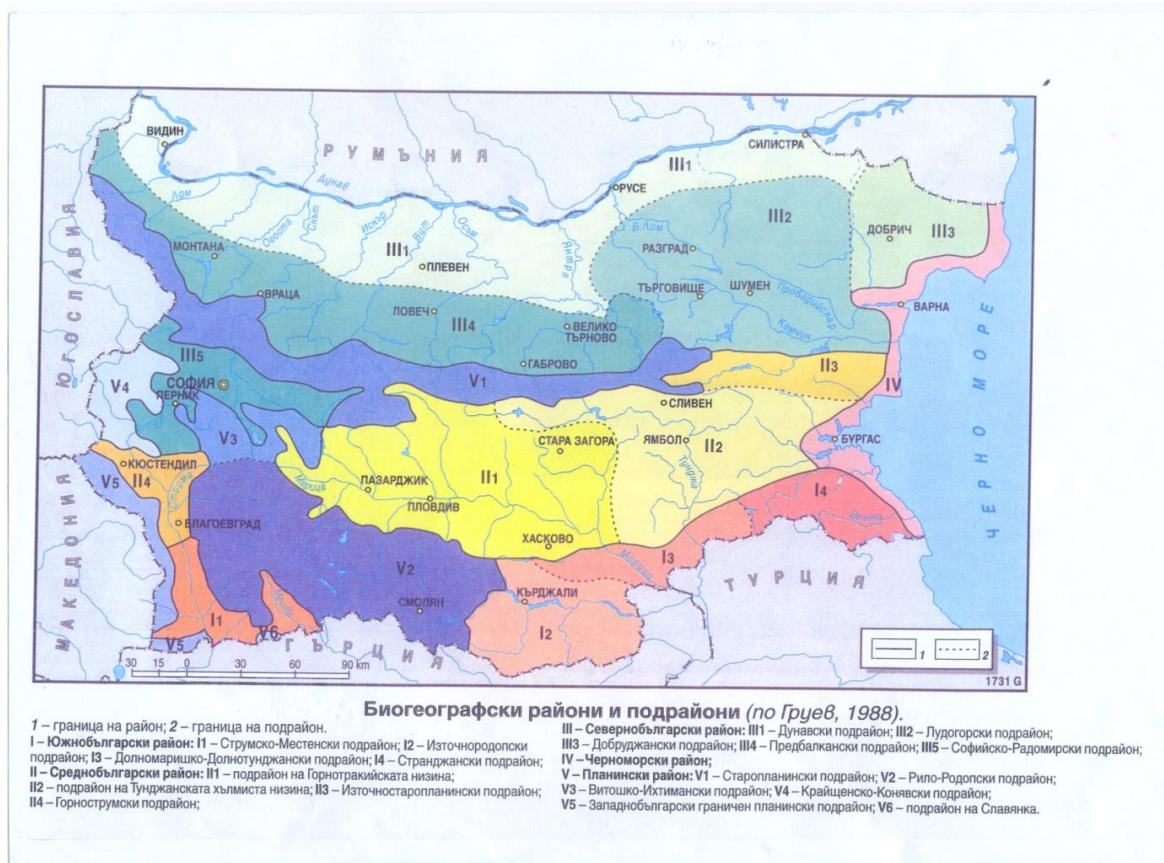 ВИДИН
РУМЪНИЯ
СИЛИСТРА
III1
Дунав
РУСЕ
Лом
III2
ДОБРИЧ
III3
Огоста
Скът
Искър
Вит
Осъм
Янтра
Б.Лом
РАЗГРАД
МОНТАНА
III1
ПЛЕВЕН
ВРАЦА
ТЪРГОВИЩЕ
ШУМЕН
ВАРНА
ЛОВЕЧ
III4
ВЕЛИКО
ТЪРНОВО
Камчия
ЮГОСЛАВИЯ
III5
ГАБРОВО
II3
IV
V4
СОФИЯ
ПЕРНИК
V1
СЛИВЕН
ЧЕРНО МОРЕ
V3
СТАРА ЗАГОРА
ЯМБОЛ
II2
БУРГАС
КЮСТЕНДИЛ
V5
II4
Струма
Марица
ПАЗАРДЖИК
II1
Тунджа
ПЛОВДИВ
I4
БЛАГОЕВГРАД
ХАСКОВО
МАКЕДОНИЯ
V2
Марица
I3
ТУРЦИЯ
СМОЛЯН
КЪРДЖАЛИ
I1
Места
I2
V5
V6
ГЪРЦИЯ
1
2
30 15 0 30 60 90 km
1731 G
Биогеографски райони и подрайони (по Груев, 1988).
1 – граница на район; 2 – граница на подрайон.
I – Южнобългарски район: I1 – Струмско-Местенски подрайон; I2 – Източнородопски
подрайон; I3 – Долномаришко-Долнотунджански подрайон; I4 – Странджански подрайон;
II – Среднобългарски район: II1 – подрайон на Горнотракийската низина;
II2 – подрайон на Тунджанската хълмиста низина; II3 – Източностаропланински подрайон;
II4 – Горнострумски подрайон;
III – Севернобългарски район: III1 – Дунавски подрайон; III2 – Лудогорски подрайон;
III3 – Добруджански подрайон; III4 – Предбалкански подрайон; III5 – Софийско-Радомирски подрайон;
IV – Черноморски район;
V – Планински район: V1 – Старопланински подрайон; V2 – Рило-Родопски подрайон;
V3 – Витошко-Ихтимански подрайон; V4 – Крайщенско-Конявски подрайон;
V5 – Западнобългарски граничен планински подрайон; V6 – подрайон на Славянка.